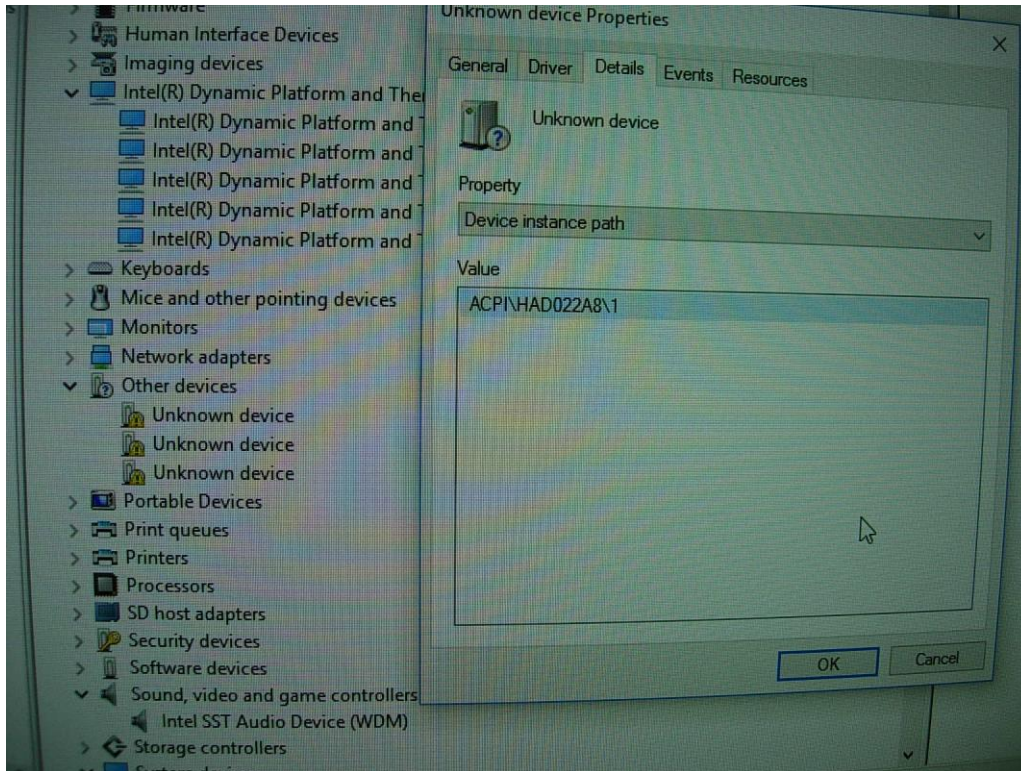 Firmware
Human Interface Devices
Imaging devices
Intel(R) Dynamic Platform and Ther
Intel(R) Dynamic Platform and T
Intel(R) Dynamic Platform and T
Intel(R) Dynamic Platform and T
Intel(R) Dynamic Platform and T
Intel(R) Dynamic Platform and T
Keyboards
Mice and other pointing devices
Monitors
Network adapters
Other devices
Unknown device
Unknown device
Unknown device
Portable Devices
Print queues
Printers
Processors
SD host adapters
Security devices
Software devices
Sound, video and game controllers
Intel SST Audio Device (WDM)
Storage controllers
Unknown device Properties
General Driver Details Events Resources
Unknown device
Property
Device instance path
Value
ACPI\HAD022A8\1
OK Cancel